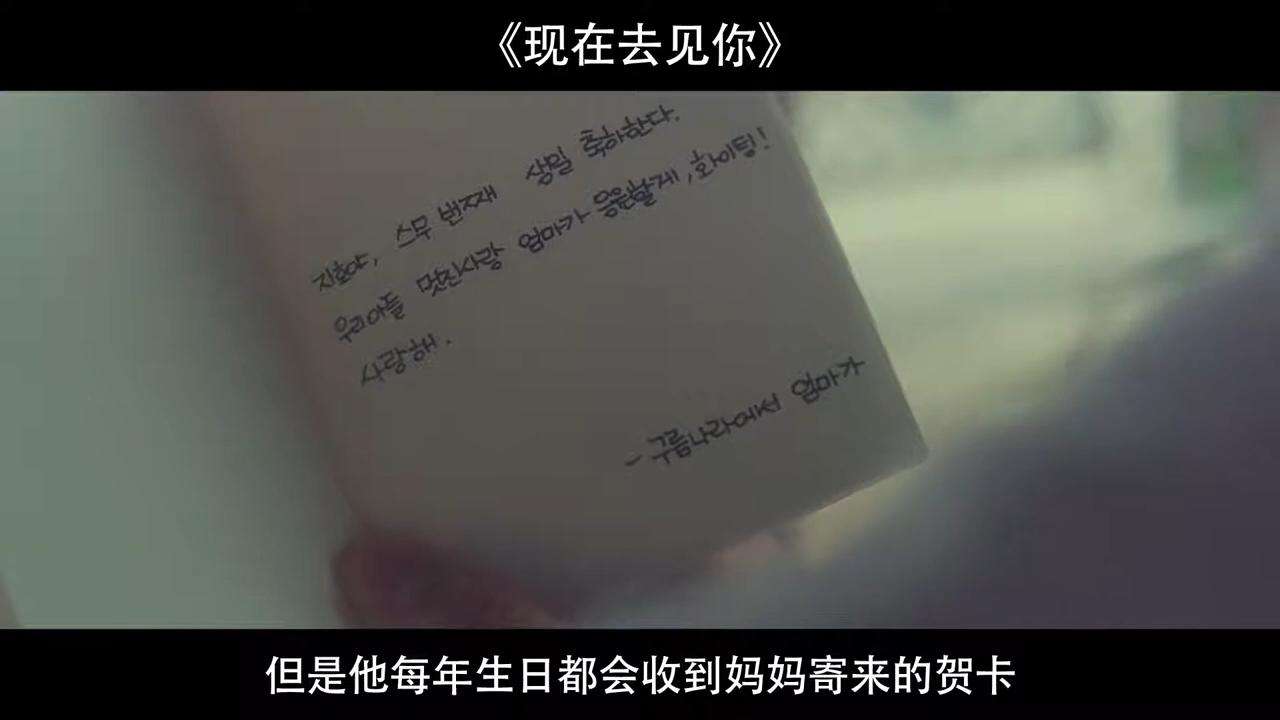 《现在去见你》
지호야, 스무 번째 생일 축하한다.
우리아들 멋진사랑 엄마가 응원할게, 화이팅!
사랑해.
- 구름나라에서 엄마가
但是他每年生日都会收到妈妈寄来的贺卡